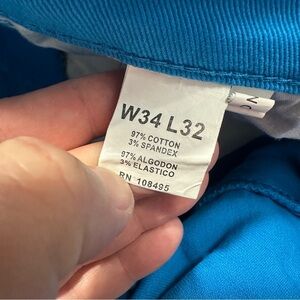 W34 L32
97% COTTON
3% SPANDEX
97% ALGODON
3% ELASTICO
RN 108495